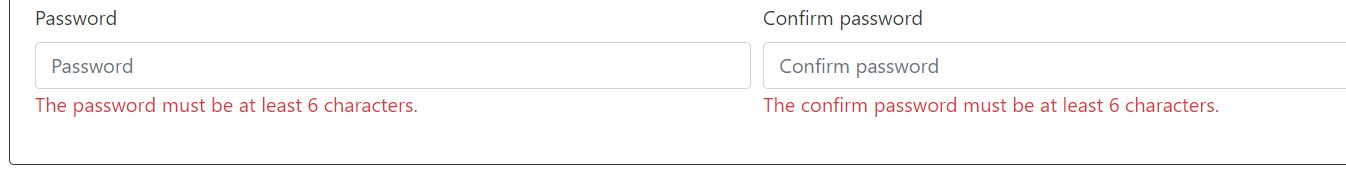 Password
Confirm password
Password
Confirm password
The password must be at least 6 characters.
The confirm password must be at least 6 characters.